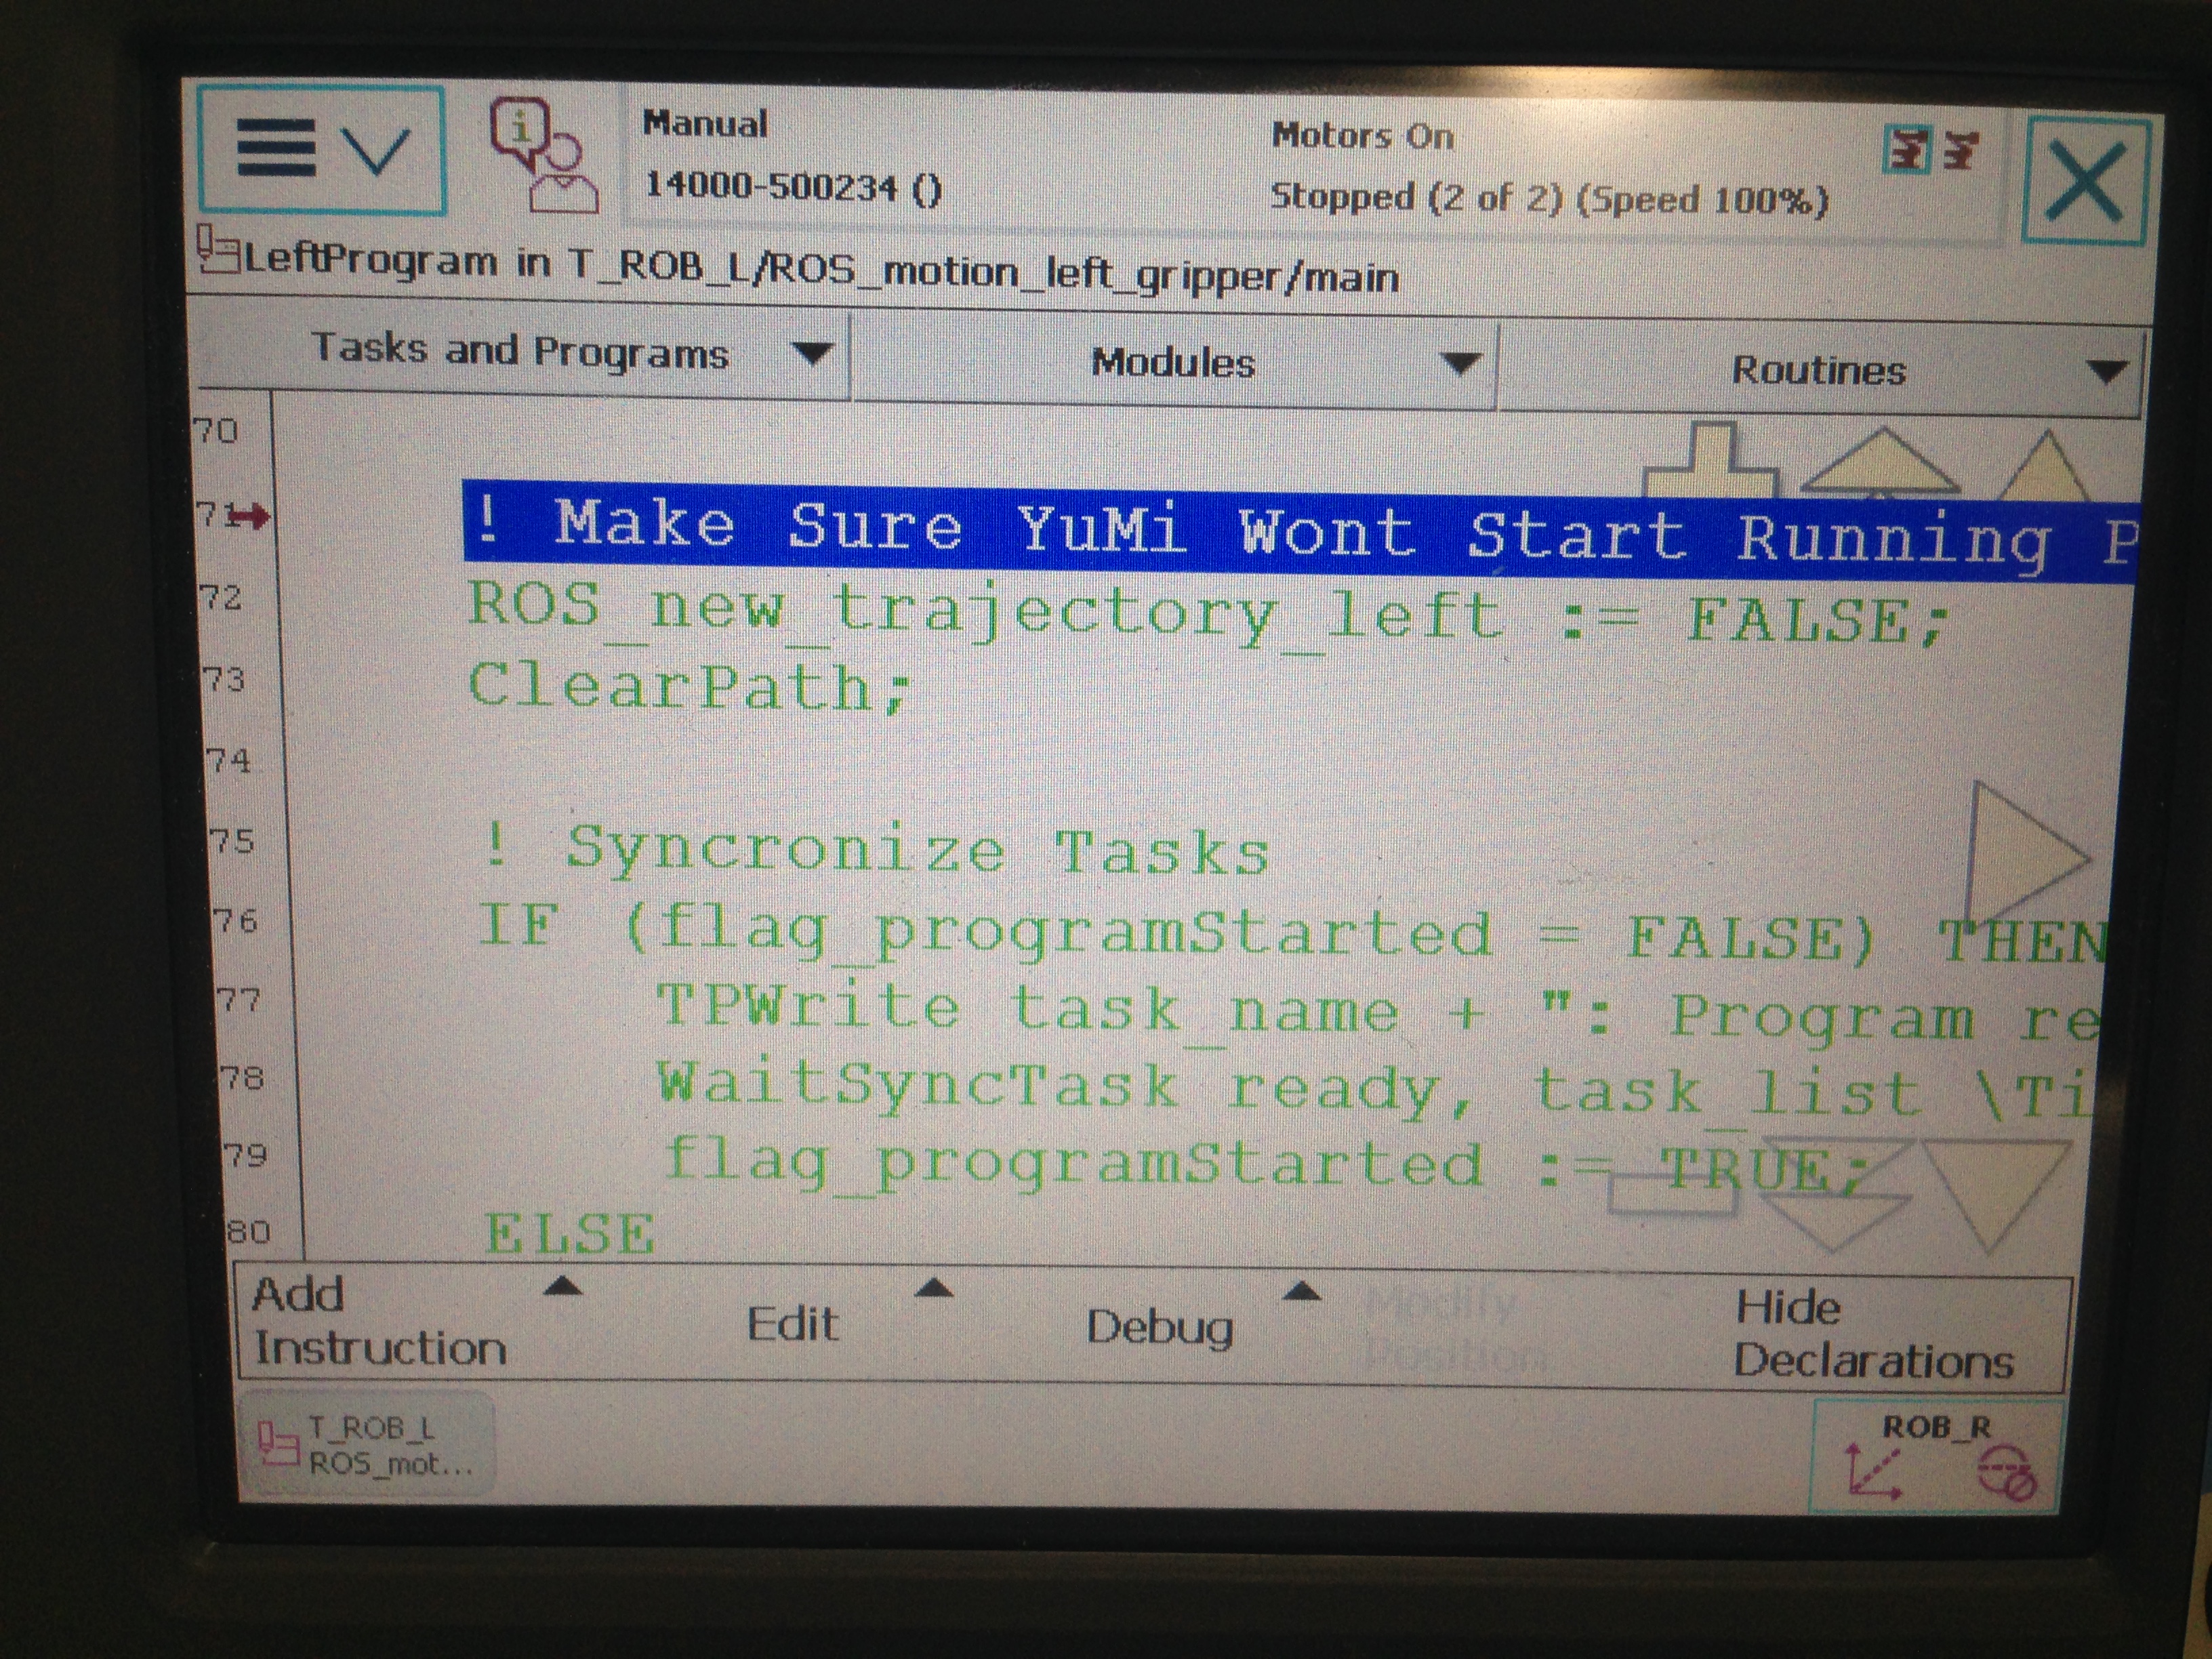 Manual
14000-500234 ()
Motors On
Stopped (2 of 2) (Speed 100%)
LeftProgram in T_ROB_L/ROS_motion_left_gripper/main
Tasks and Programs
Modules
Routines
70
71 ! Make Sure YuMi Wont Start Running P
72 ROS_new_trajectory_left := FALSE;
73 ClearPath;
74
75 ! Syncronize Tasks
76 IF (flag_programStarted = FALSE) THEN
77 TPWrite task_name + ": Program re
78 WaitSyncTask ready, task_list \Ti
79 flag_programStarted := TRUE;
80 ELSE
Add Instruction
Edit
Debug
Modify Position
Hide Declarations
T_ROB_L
ROS_mot...
ROB_R